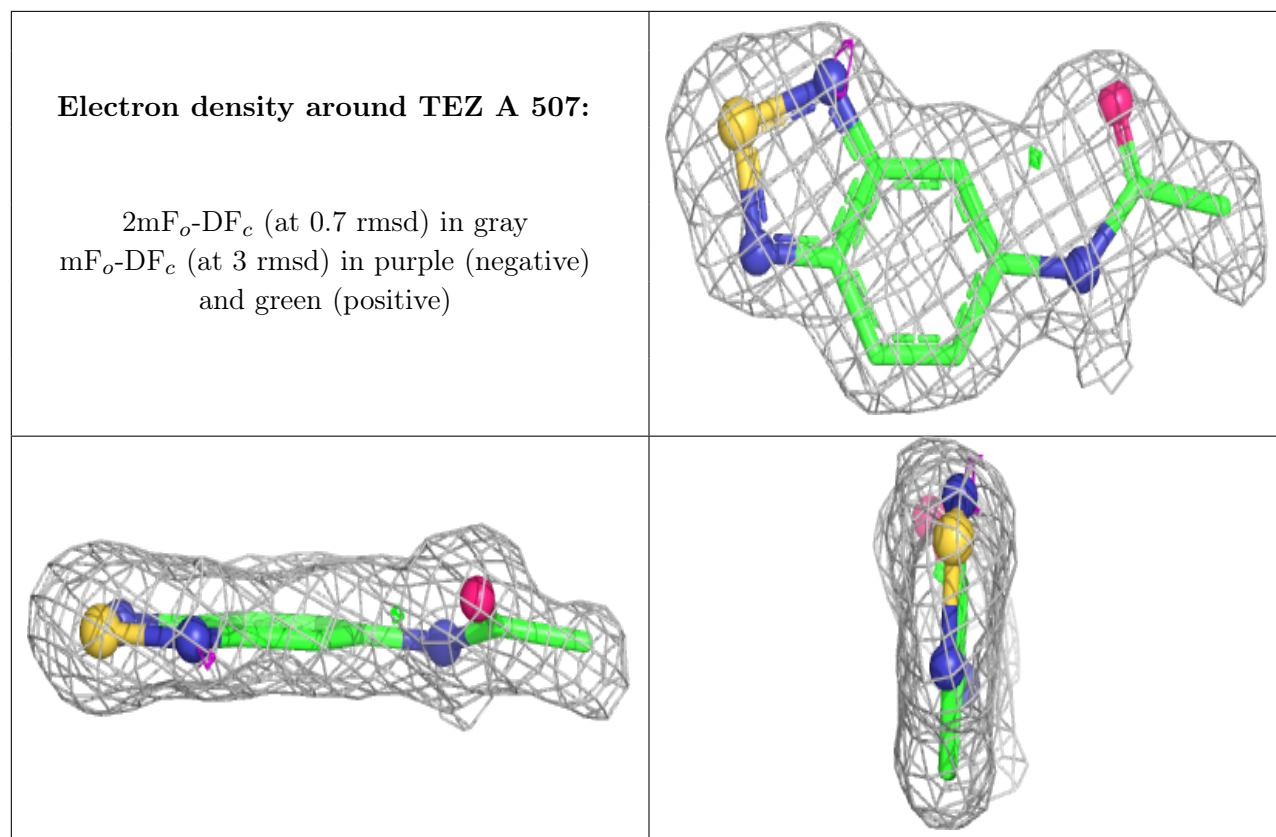 Electron density around TEZ A 507:
2mFₒ-DF𝒸 (at 0.7 rmsd) in gray
mFₒ-DF𝒸 (at 3 rmsd) in purple (negative)
and green (positive)